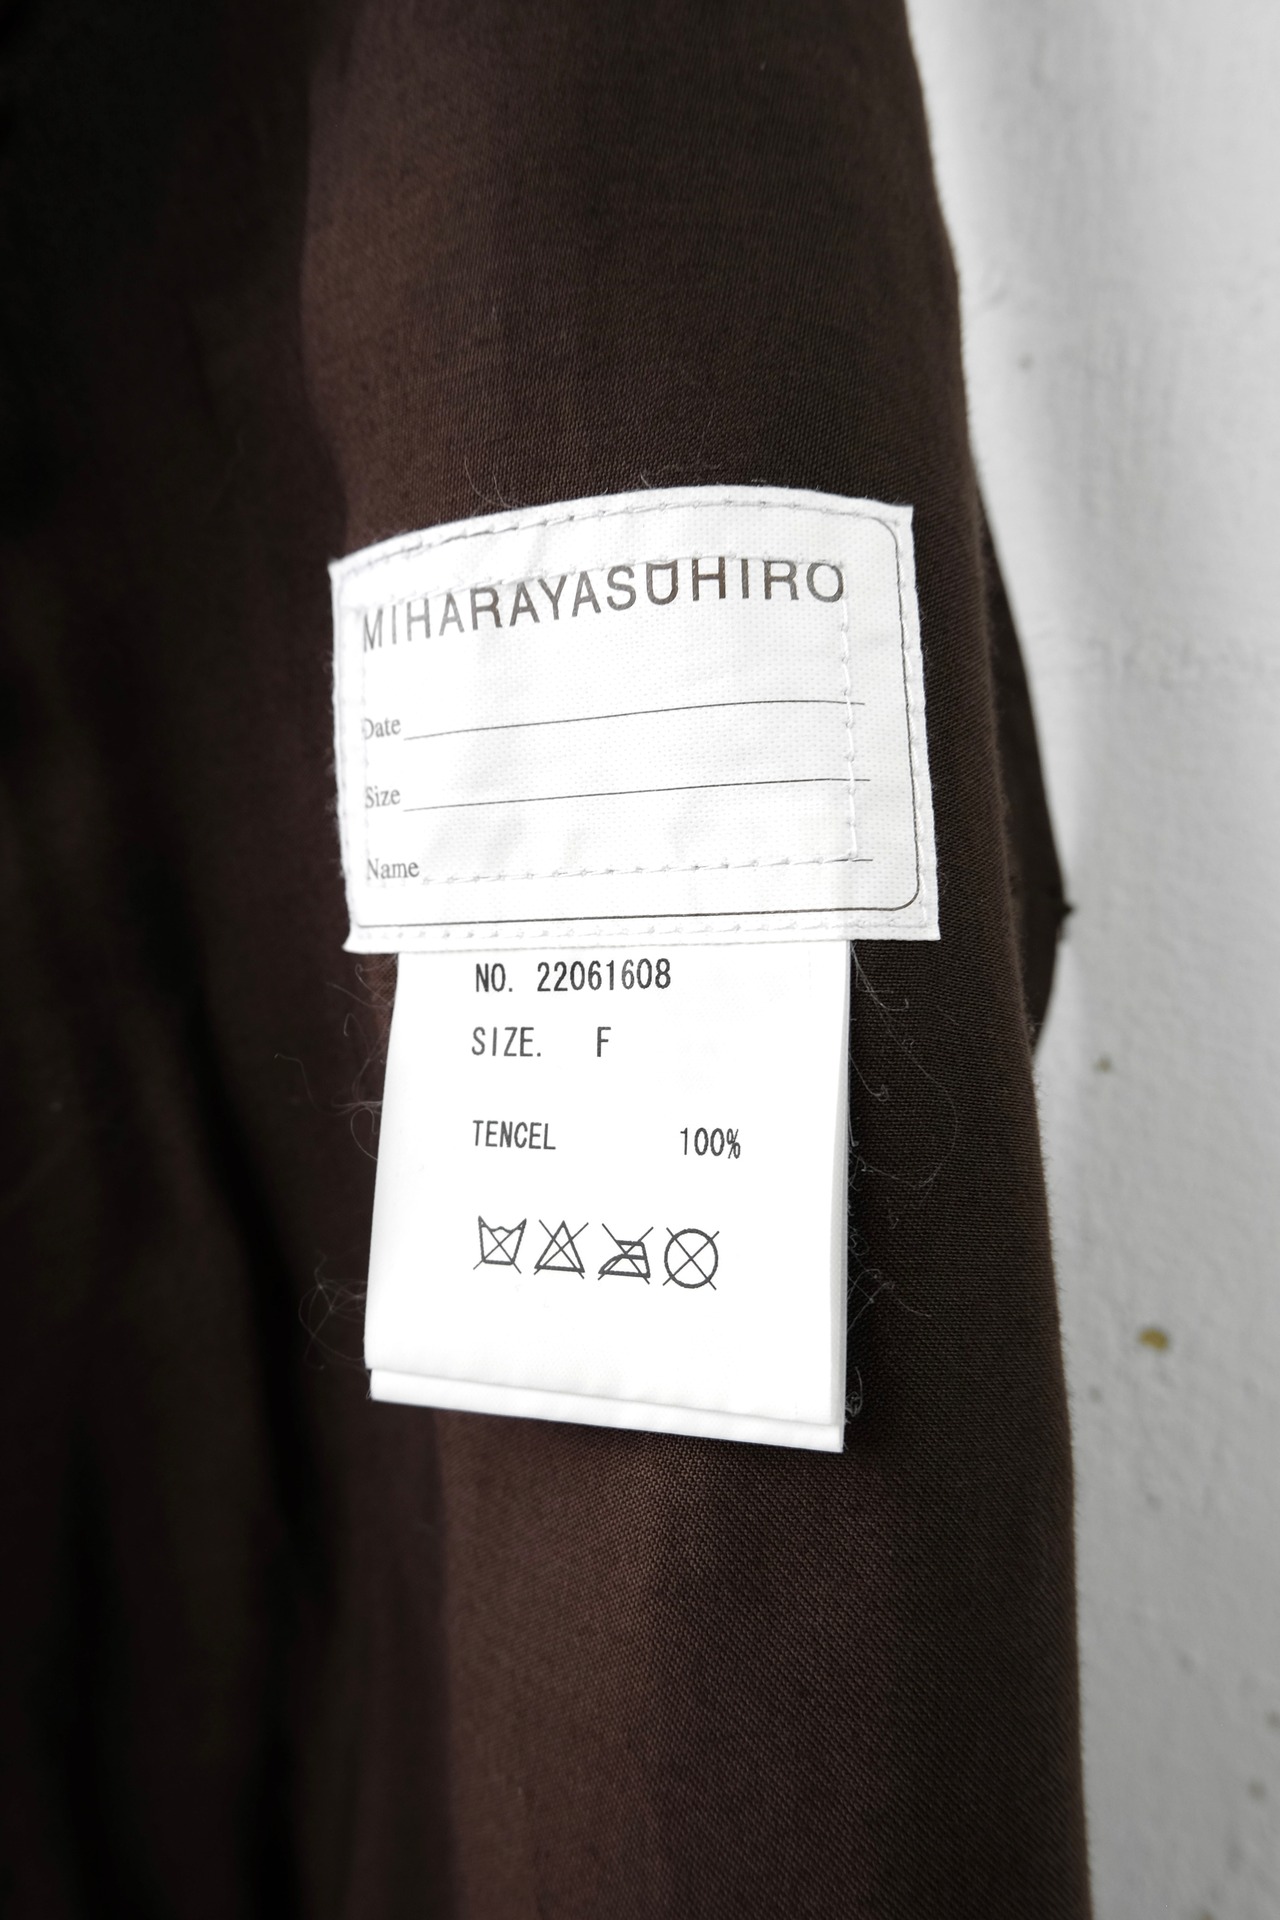 MIHARAYASUHIRO
Date
Size
Name
NO. 22061608
SIZE. F
TENCEL 100%